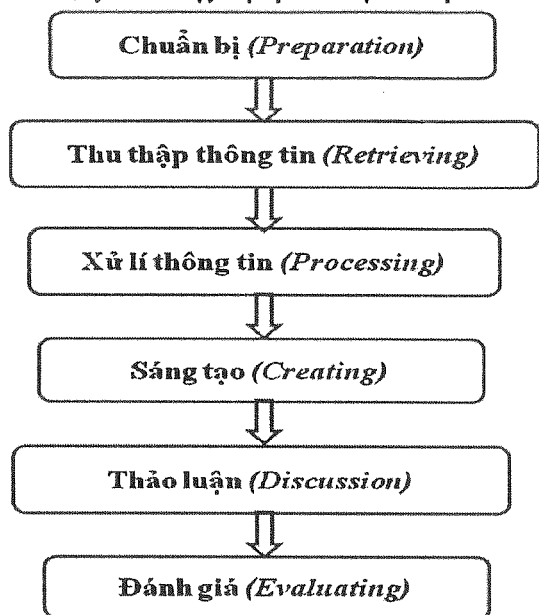 Chuẩn bị (Preparation)
Thu thập thông tin (Retrieving)
Xử lí thông tin (Processing)
Sáng tạo (Creating)
Thảo luận (Discussion)
Đánh giá (Evaluating)